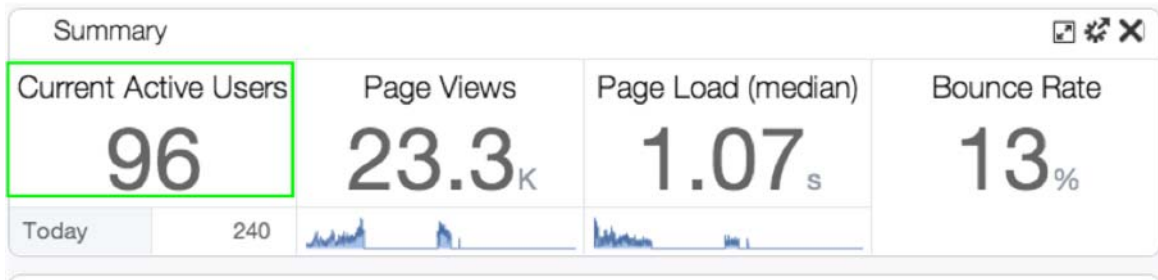 Summary
Current Active Users
96
Today 240
Page Views
23.3K
Page Load (median)
1.07s
Bounce Rate
13%